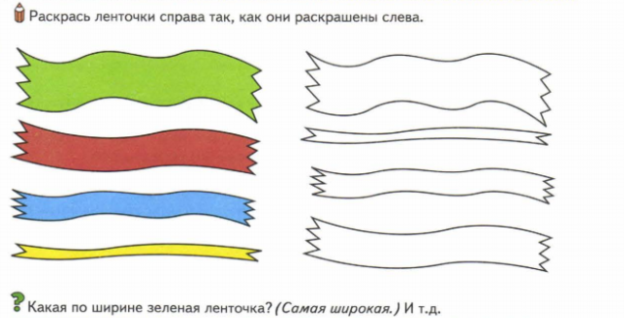 Раскрась ленточки справа так, как они раскрашены слева.
Какая по ширине зеленая ленточка? (Самая широкая.) И т.д.